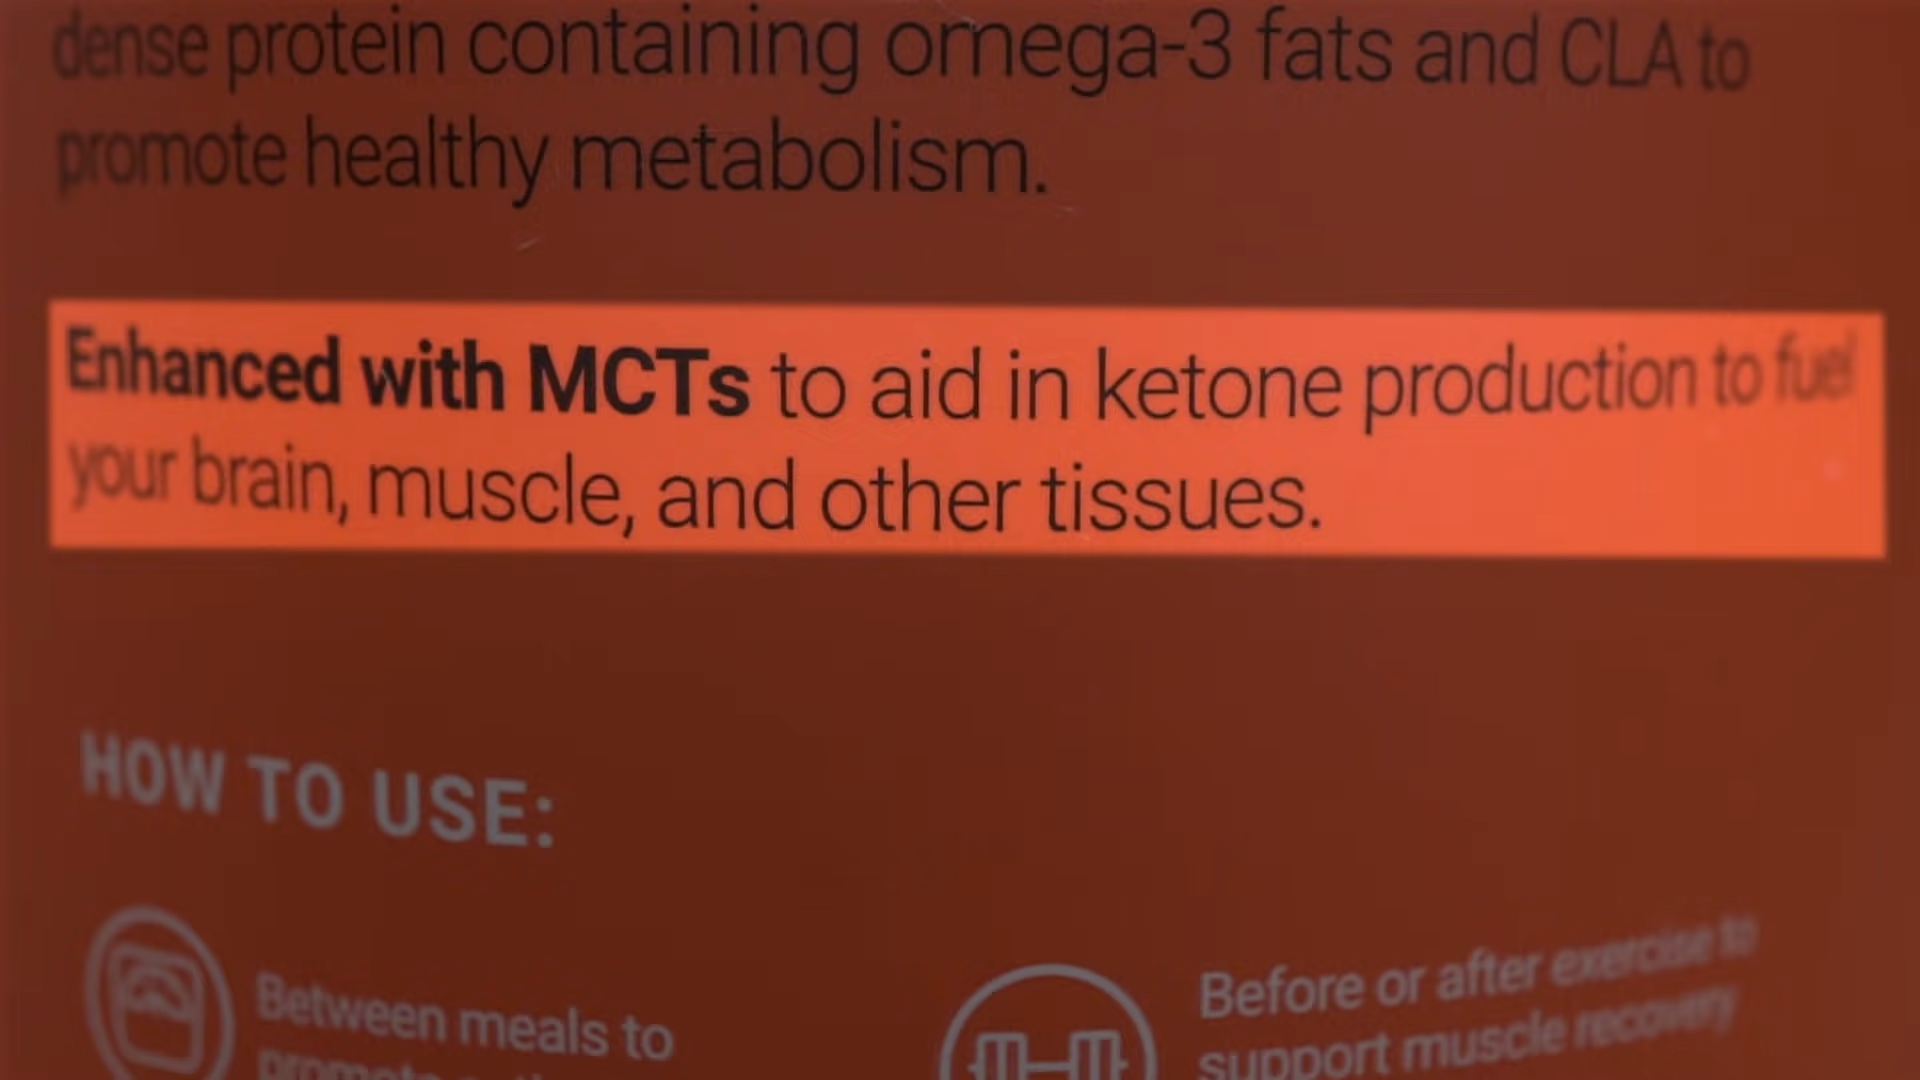 dense protein containing omega-3 fats and CLA to
promote healthy metabolism.
Enhanced with MCTs to aid in ketone production to fuel
your brain, muscle, and other tissues.
HOW TO USE:
Between meals to
promote
Before or after exercise to
support muscle recovery